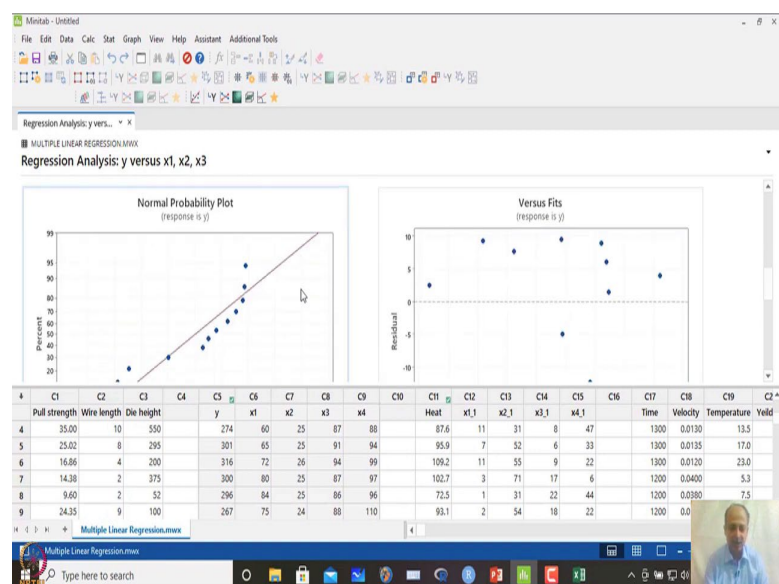 Minitab - Untitled
File Edit Data Calc Stat Graph View Help Assistant Additional Tools
Regression Analysis: y vers...
MULTIPLE LINEAR REGRESSION.MWX
Regression Analysis: y versus x1, x2, x3
Normal Probability Plot
(response is y)
99
95
90
80
70
60
50
40
30
20
Percent
Versus Fits
(response is y)
10
5
0
-5
-10
Residual
C1 C2 C3 C4 C5 C6 C7 C8 C9 C10 C11 C12 C13 C14 C15 C16 C17 C18 C19 C2
Pull strength Wire length Die height y x1 x2 x3 x4 Heat x1_1 x2_1 x3_1 x4_1 Time Velocity Temperature Yeild
4 35.00 10 550 274 60 25 87 88 87.6 11 31 8 47 1300 0.0130 13.5
5 25.02 8 295 301 65 25 91 94 95.9 7 52 6 33 1300 0.0135 17.0
6 16.86 4 200 316 72 26 94 99 109.2 11 55 9 22 1300 0.0120 23.0
7 14.38 2 375 300 80 25 87 97 102.7 3 71 17 6 1200 0.0400 5.3
8 9.60 2 52 296 84 25 86 96 72.5 1 31 22 44 1200 0.0380 7.5
9 24.35 9 100 267 75 24 88 110 93.1 2 54 18 22 1200
Multiple Linear Regression.mwx
Multiple Linear Regression.mwx
Type here to search